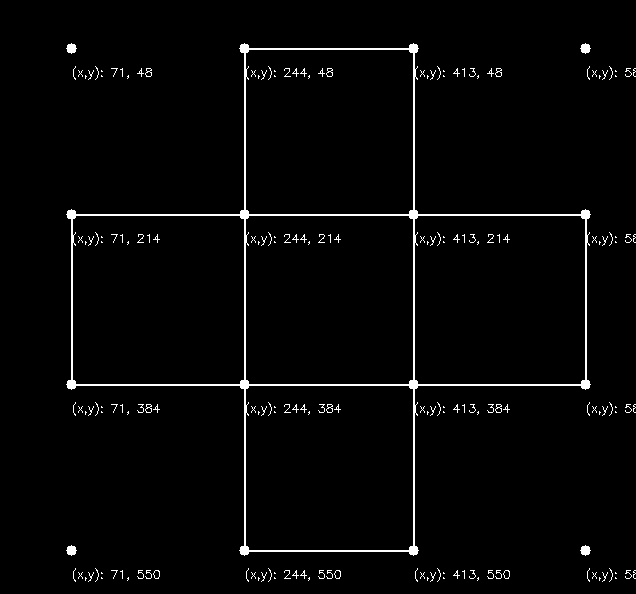 (x,y): 71, 48
(x,y): 244, 48
(x,y): 413, 48
(x,y): 58
(x,y): 71, 214
(x,y): 244, 214
(x,y): 413, 214
(x,y): 58
(x,y): 71, 384
(x,y): 244, 384
(x,y): 413, 384
(x,y): 58
(x,y): 71, 550
(x,y): 244, 550
(x,y): 413, 550
(x,y): 58